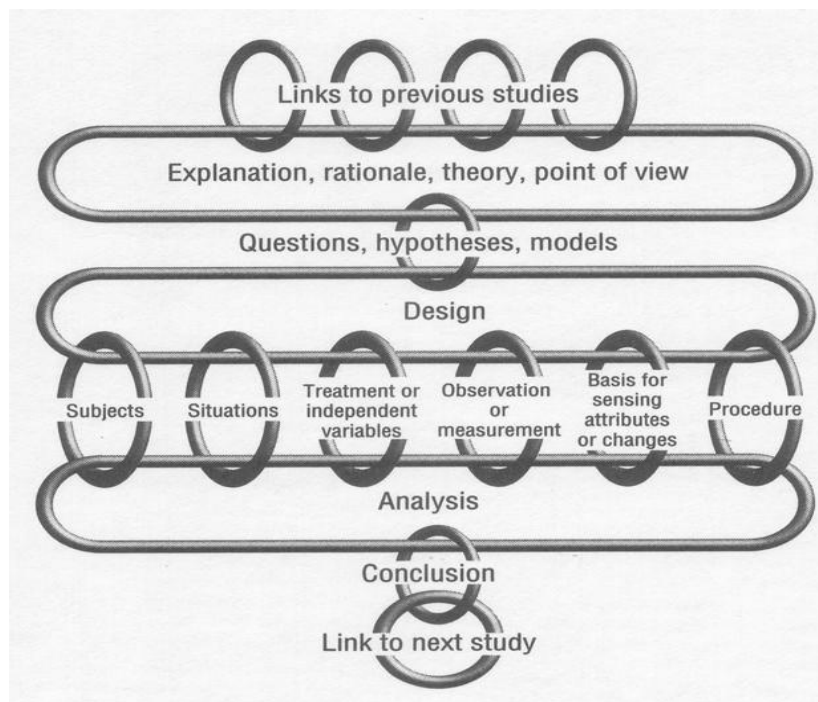 Links to previous studies
Explanation, rationale, theory, point of view
Questions, hypotheses, models
Design
Subjects
Situations
Treatment or
independent
variables
Observation
or
measurement
Basis for
sensing
attributes
or changes
Procedure
Analysis
Conclusion
Link to next study